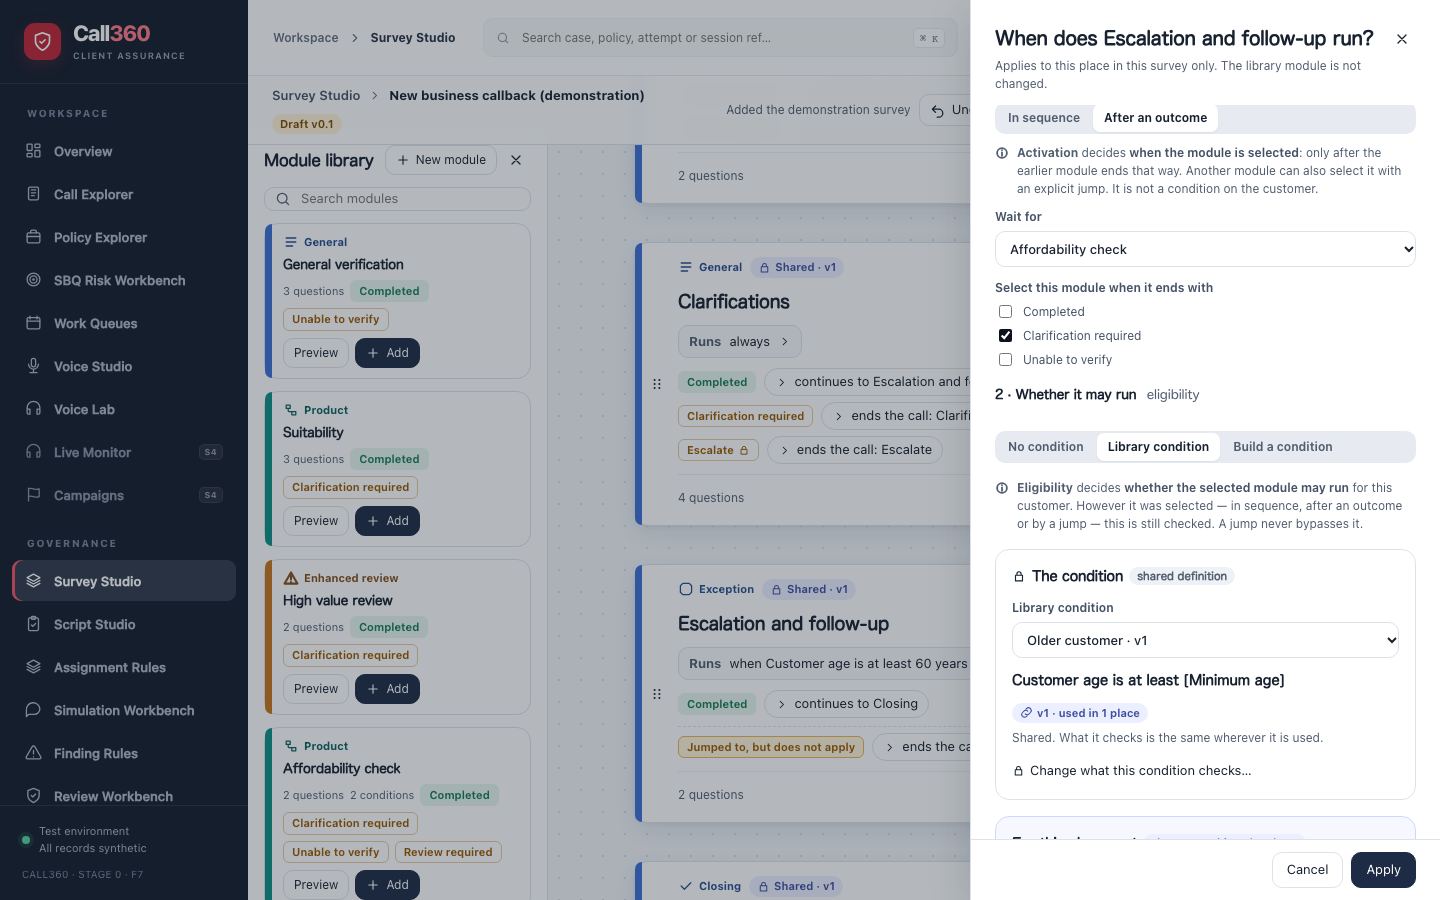 Call360
CLIENT ASSURANCE
WORKSPACE
Overview
Call Explorer
Policy Explorer
SBQ Risk Workbench
Work Queues
Voice Studio
Voice Lab
Live Monitor S4
Campaigns S4
GOVERNANCE
Survey Studio
Script Studio
Assignment Rules
Simulation Workbench
Finding Rules
Review Workbench
Test environment
All records synthetic
CALL360 · STAGE 0 · F7
Workspace > Survey Studio
Search case, policy, attempt or session ref...
⌘ K
Survey Studio > New business callback (demonstration)
Draft v0.1
Added the demonstration survey
Module library
+ New module
Search modules
General
General verification
3 questions Completed
Unable to verify
Preview + Add
Product
Suitability
3 questions Completed
Clarification required
Preview + Add
Enhanced review
High value review
2 questions Completed
Clarification required
Preview + Add
Product
Affordability check
2 questions 2 conditions Completed
Clarification required
Unable to verify Review required
Preview + Add
2 questions
General Shared · v1
Clarifications
Runs always >
Completed > continues to Escalation and
Clarification required > ends the call:
Escalate > ends the call: Escalate
4 questions
Exception Shared · v1
Escalation and follow-up
Runs when Customer age is at least 60 years
Completed > continues to Closing
Jumped to, but does not apply > ends the
2 questions
Closing Shared · v1
When does Escalation and follow-up run?
Applies to this place in this survey only. The library module is not
changed.
In sequence After an outcome
Activation decides when the module is selected: only after the
earlier module ends that way. Another module can also select it with
an explicit jump. It is not a condition on the customer.
Wait for
Affordability check
Select this module when it ends with
Completed
Clarification required
Unable to verify
2 · Whether it may run eligibility
No condition Library condition Build a condition
Eligibility decides whether the selected module may run for this
customer. However it was selected — in sequence, after an outcome
or by a jump — this is still checked. A jump never bypasses it.
The condition shared definition
Library condition
Older customer · v1
Customer age is at least [Minimum age]
v1 · used in 1 place
Shared. What it checks is the same wherever it is used.
Change what this condition checks...
Cancel Apply